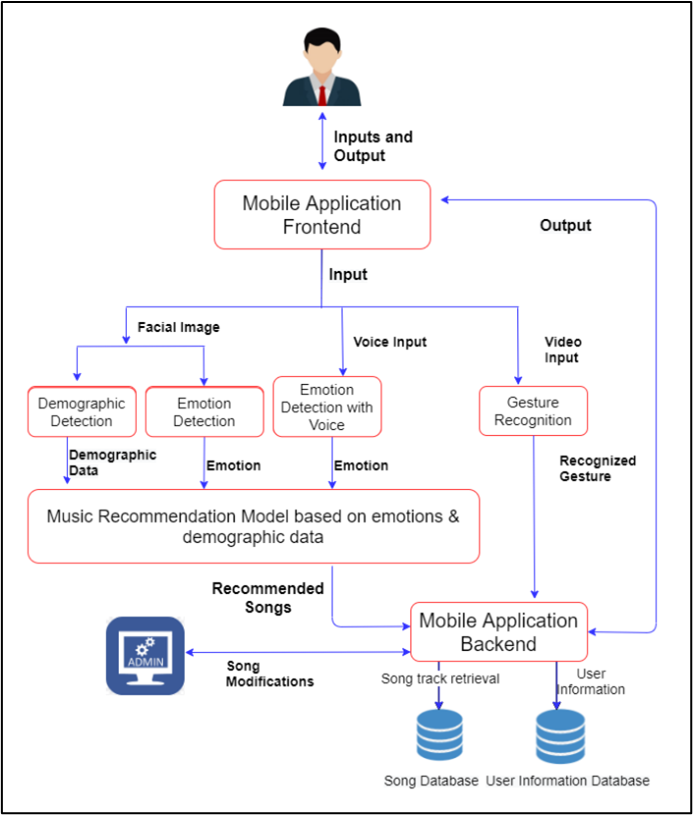 Inputs and
Output
Mobile Application
Frontend
Output
Input
Facial Image
Voice Input
Video
Input
Demographic
Detection
Emotion
Detection
Emotion
Detection with
Voice
Gesture
Recognition
Demographic
Data
Emotion
Emotion
Recognized
Gesture
Music Recommendation Model based on emotions &
demographic data
Recommended
Songs
Mobile Application
Backend
ADMIN
Song
Modifications
Song track retrieval
User
Information
Song Database
User Information Database